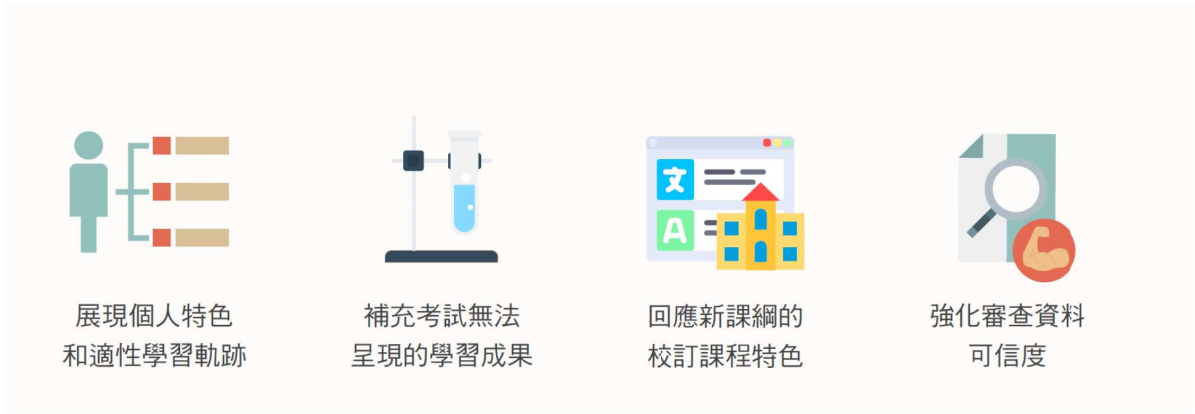 文
A
展現個人特色
和適性學習軌跡
補充考試無法
呈現的學習成果
回應新課綱的
校訂課程特色
強化審查資料
可信度